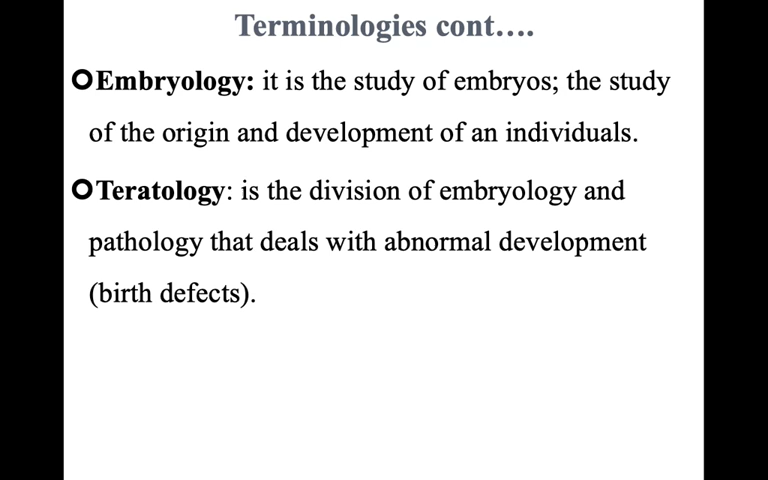 Terminologies cont….
Embryology: it is the study of embryos; the study
of the origin and development of an individuals.
Teratology: is the division of embryology and
pathology that deals with abnormal development
(birth defects).